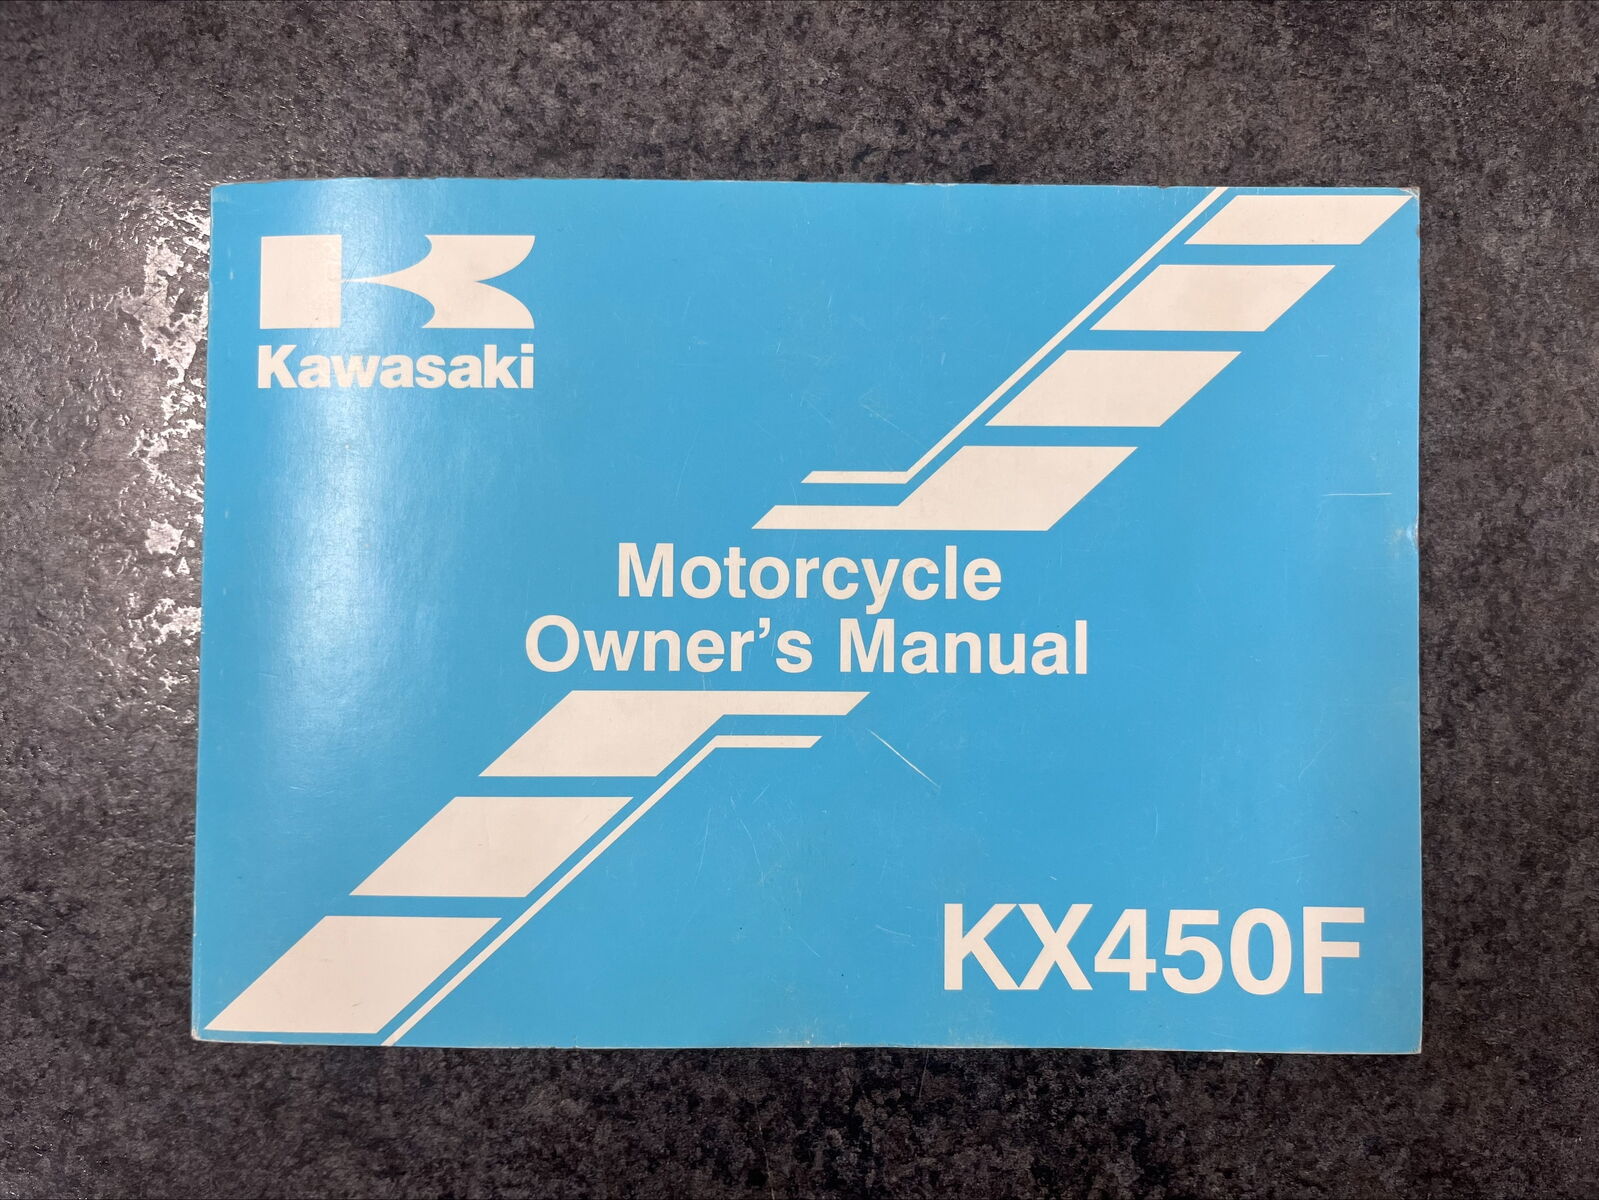 Kawasaki
Motorcycle
Owner’s Manual
KX450F